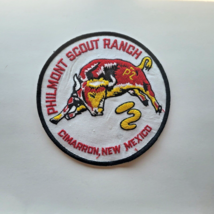 PHILMONT SCOUT RANCH
CIMARRON, NEW MEXICO